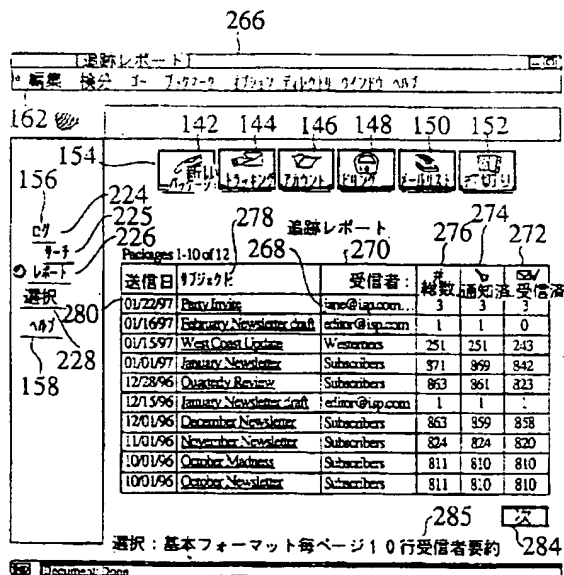 266
追跡レポート
編集 検分 ゴー ブックマーク オプション ディレクトリ ウインドウ ヘルプ
162
142 144 146 148 150 152
154
新しいパッケージ トラッキング アカウント メールリスト
156
224
225
226
ログ
サーチ
レポート
選択
ヘルプ
280
228
158
278
268
追跡レポート
270
276
274
272
Packages 1-10 of 12
送信日 サブジェクト 受信者: #総数 通知済 受信済
01/22/97 Party Invite jane@isp.com... 3 3 3
01/16/97 February Newsletter draft editor@isp.com 1 1 0
01/15/97 West Coast Update Westerners 251 251 243
01/01/97 January Newsletter Subscribers 871 869 842
12/28/96 Quarterly Review Subscribers 863 861 823
12/15/96 January Newsletter draft editor@isp.com 1 1
12/01/96 December Newsletter Subscribers 863 859 858
11/01/96 November Newsletter Subscribers 824 824 820
10/01/96 October Madness Subscribers 811 810 810
10/01/96 October Newsletter Subscribers 811 810 810
285
次
284
選択:基本フォーマット毎ページ10行受信者要約
Document: Done